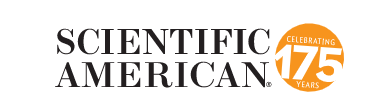 SCIENTIFIC
AMERICAN®
CELEBRATING
175
YEARS